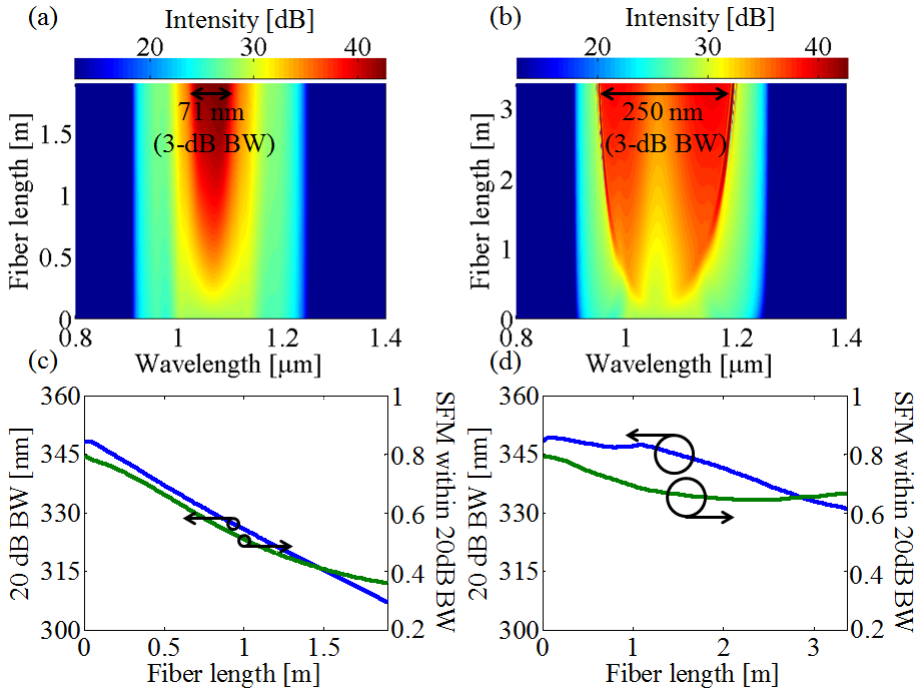 (a)
Intensity [dB]
20 30 40
Fiber length [m]
1.5
1
0.5
0
71 nm
(3-dB BW)
0.8 1 1.2 1.4
Wavelength [μm]
(b)
Intensity [dB]
20 30 40
Fiber length [m]
3
2
1
0
250 nm
(3-dB BW)
0.8 1 1.2 1.4
Wavelength [μm]
(c)
20 dB BW [nm]
360
345
330
315
300
1
0.8
0.6
0.4
0.2
SFM within 20dB BW
0 0.5 1 1.5
Fiber length [m]
(d)
20 dB BW [nm]
360
345
330
315
300
1
0.8
0.6
0.4
0.2
SFM within 20dB BW
0 1 2 3
Fiber length [m]